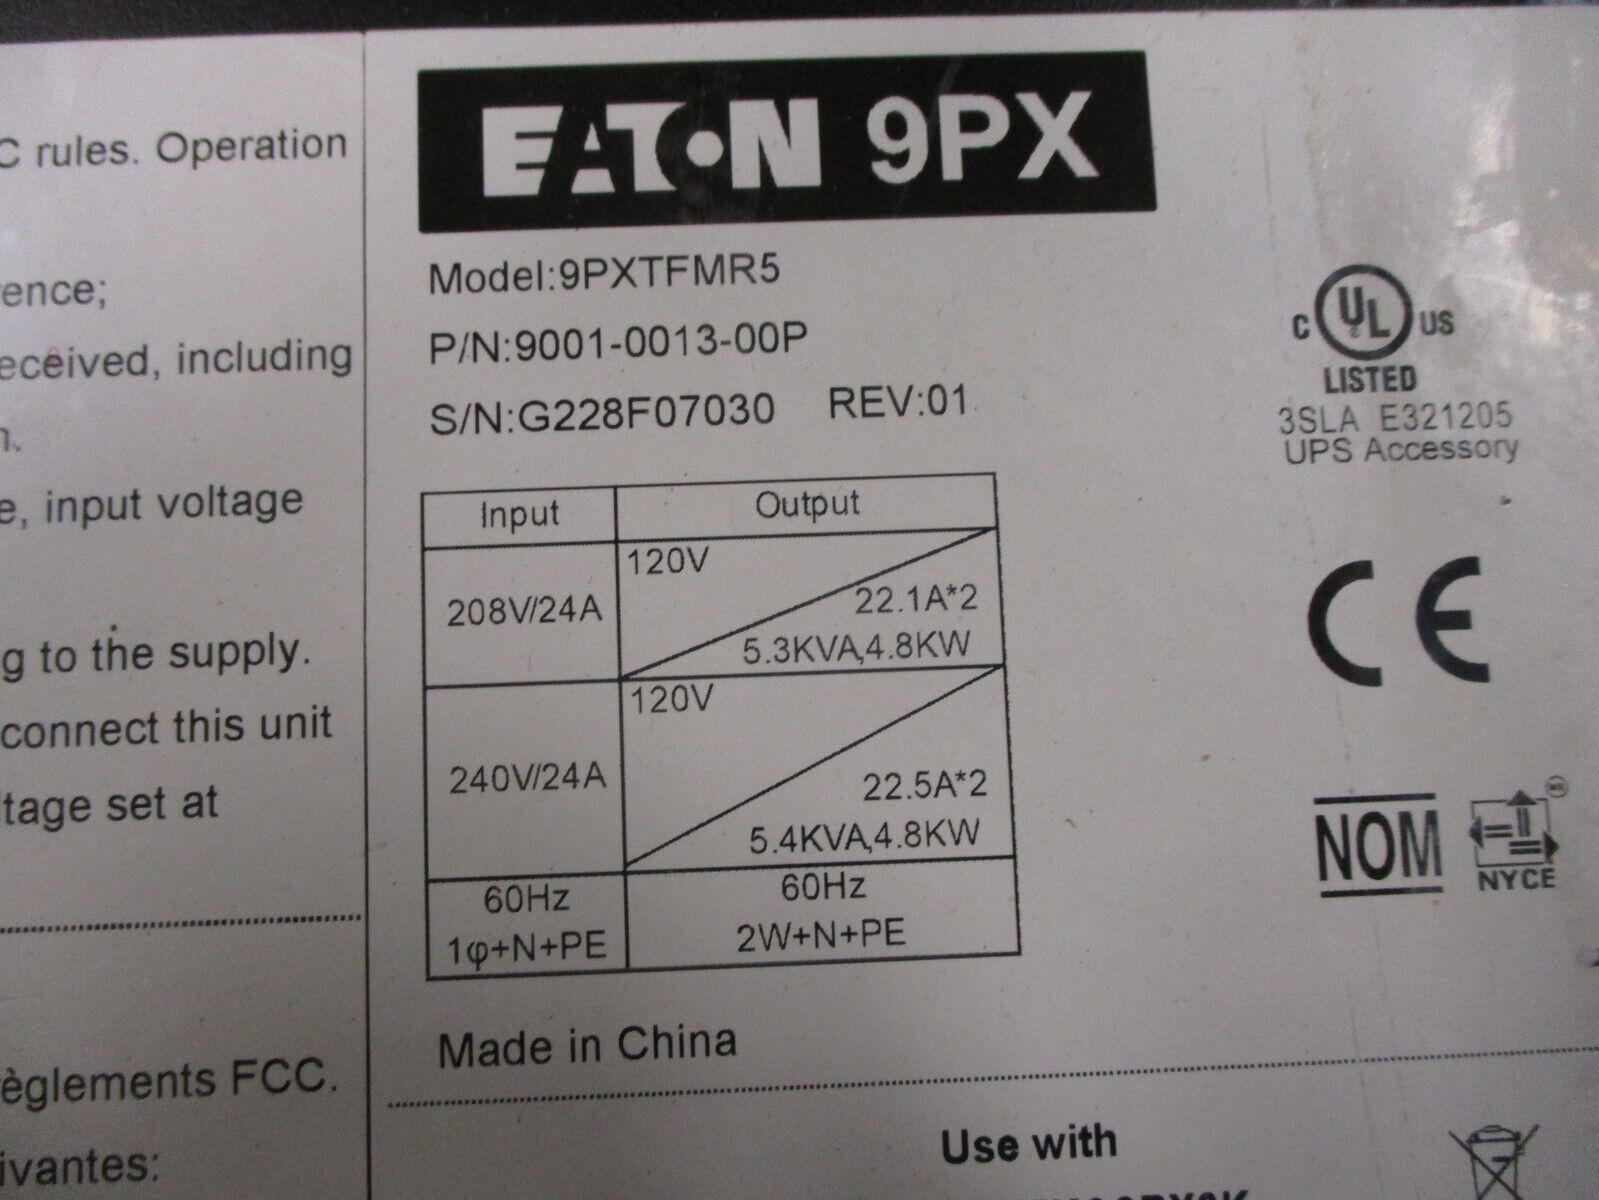 C rules. Operation
rence;
eceived, including
n.
e, input voltage
g to the supply.
connect this unit
ltage set at
èglements FCC.
ivantes:
EATON 9PX
Model:9PXTFMR5
P/N:9001-0013-00P
S/N:G228F07030 REV:01
C UL US
LISTED
3SLA E321205
UPS Accessory
Input Output
120V
208V/24A
22.1A*2
5.3KVA,4.8KW
120V
240V/24A
22.5A*2
5.4KVA,4.8KW
60Hz 60Hz
1φ+N+PE 2W+N+PE
CE
NOM
NYCE
Made in China
Use with